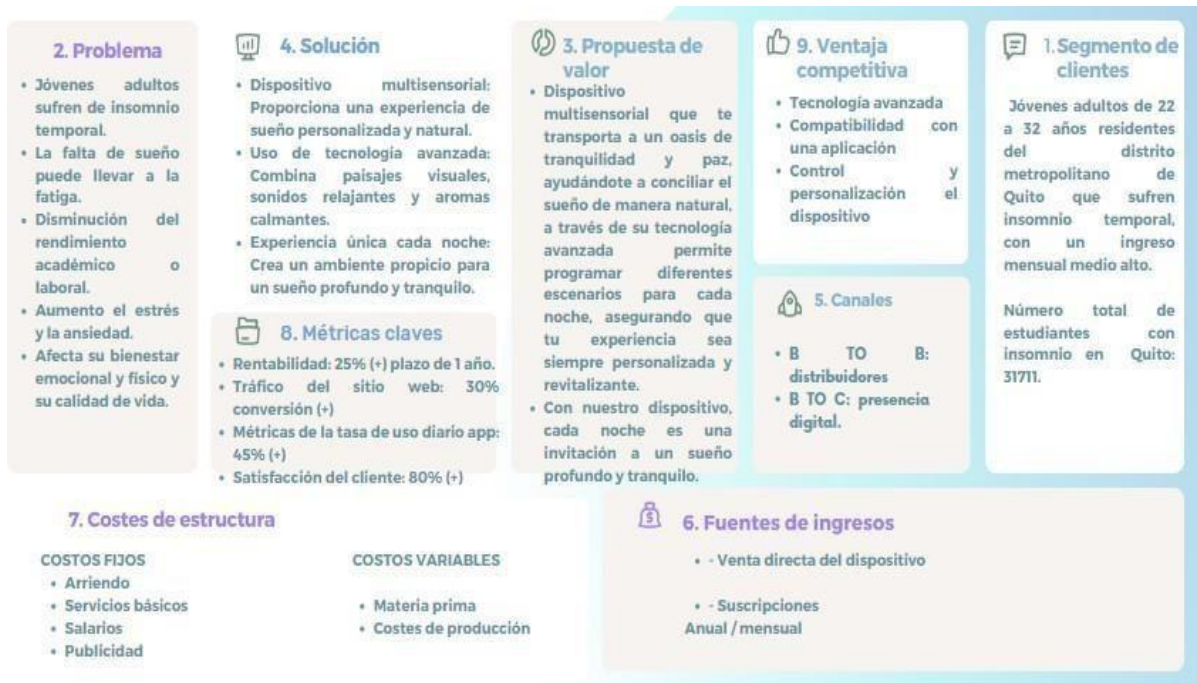 2. Problema
• Jóvenes adultos
sufren de insomnio
temporal.
• La falta de sueño
puede llevar a la
fatiga.
• Disminución del
rendimiento
académico o
laboral.
• Aumento el estrés
y la ansiedad.
• Afecta su bienestar
emocional y físico y
su calidad de vida.
4. Solución
• Dispositivo multisensorial:
Proporciona una experiencia de
sueño personalizada y natural.
• Uso de tecnología avanzada:
Combina paisajes visuales,
sonidos relajantes y aromas
calmantes.
• Experiencia única cada noche:
Crea un ambiente propicio para
un sueño profundo y tranquilo.
8. Métricas claves
• Rentabilidad: 25% (+) plazo de 1 año.
• Tráfico del sitio web: 30%
conversión (+)
• Métricas de la tasa de uso diario app:
45% (+)
• Satisfacción del cliente: 80% (+)
3. Propuesta de
valor
• Dispositivo
multisensorial que te
transporta a un oasis de
tranquilidad y paz,
ayudándote a conciliar el
sueño de manera natural,
a través de su tecnología
avanzada permite
programar diferentes
escenarios para cada
noche, asegurando que
tu experiencia sea
siempre personalizada y
revitalizante.
• Con nuestro dispositivo,
cada noche es una
invitación a un sueño
profundo y tranquilo.
9. Ventaja
competitiva
• Tecnología avanzada
• Compatibilidad con
una aplicación
• Control y
personalización el
dispositivo
5. Canales
• B TO B:
distribuidores
• B TO C: presencia
digital.
1. Segmento de
clientes
Jóvenes adultos de 22
a 32 años residentes
del distrito
metropolitano de
Quito que sufren
insomnio temporal,
con un ingreso
mensual medio alto.
Número total de
estudiantes con
insomnio en Quito:
31711.
7. Costes de estructura
COSTOS FIJOS
• Arriendo
• Servicios básicos
• Salarios
• Publicidad
COSTOS VARIABLES
• Materia prima
• Costes de producción
6. Fuentes de ingresos
• - Venta directa del dispositivo
• - Suscripciones
Anual / mensual